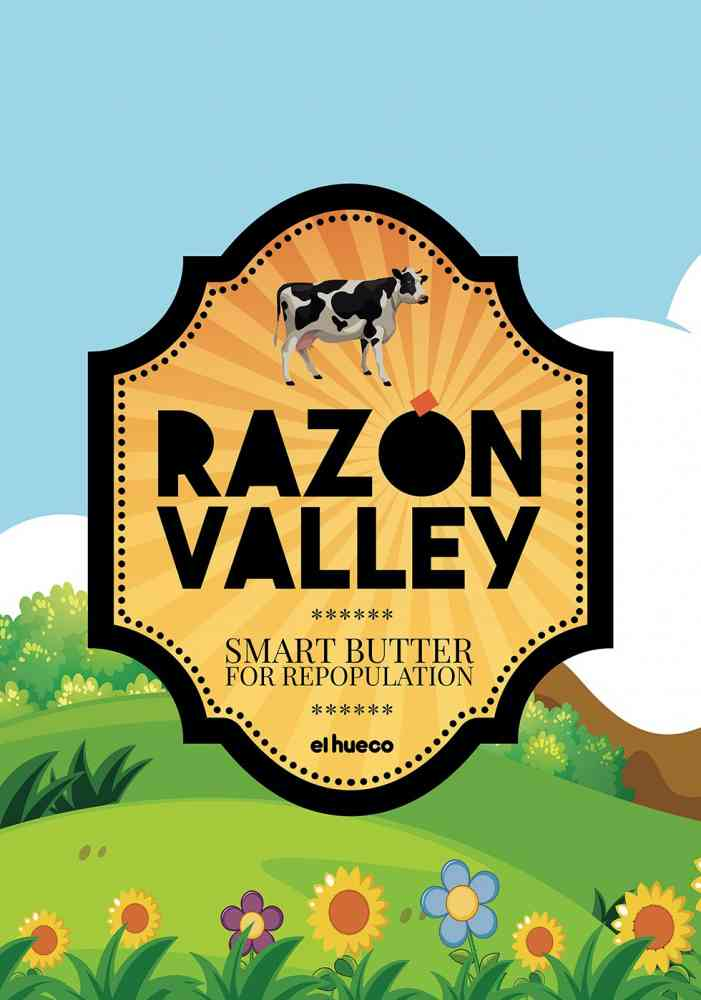 RAZÓN
VALLEY
******
SMART BUTTER
FOR REPOPULATION
******
el hueco